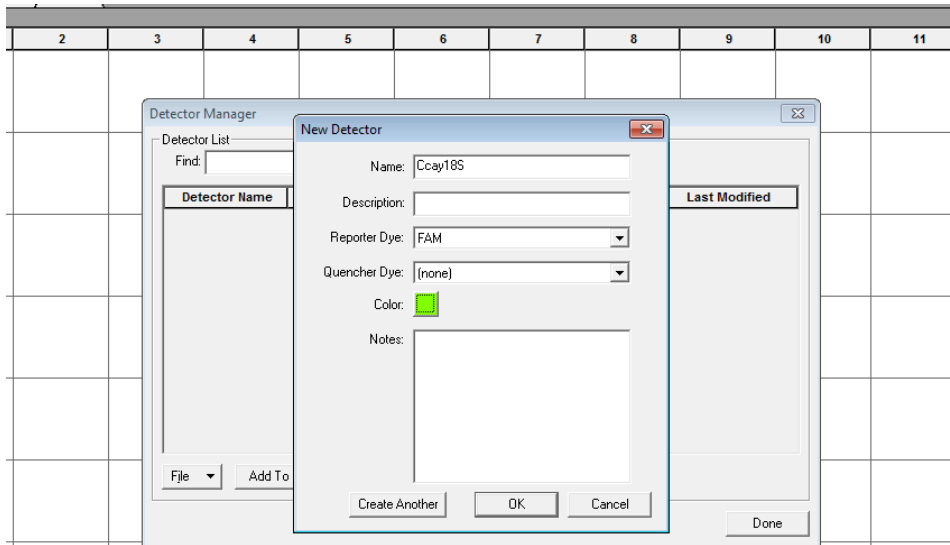 2 3 4 5 6 7 8 9 10 11
Detector Manager
Detector List
Find:
Detector Name
Last Modified
New Detector
Name: Ccay18S
Description:
Reporter Dye: FAM
Quencher Dye: (none)
Color:
Notes:
File
Add To
Create Another OK Cancel
Done